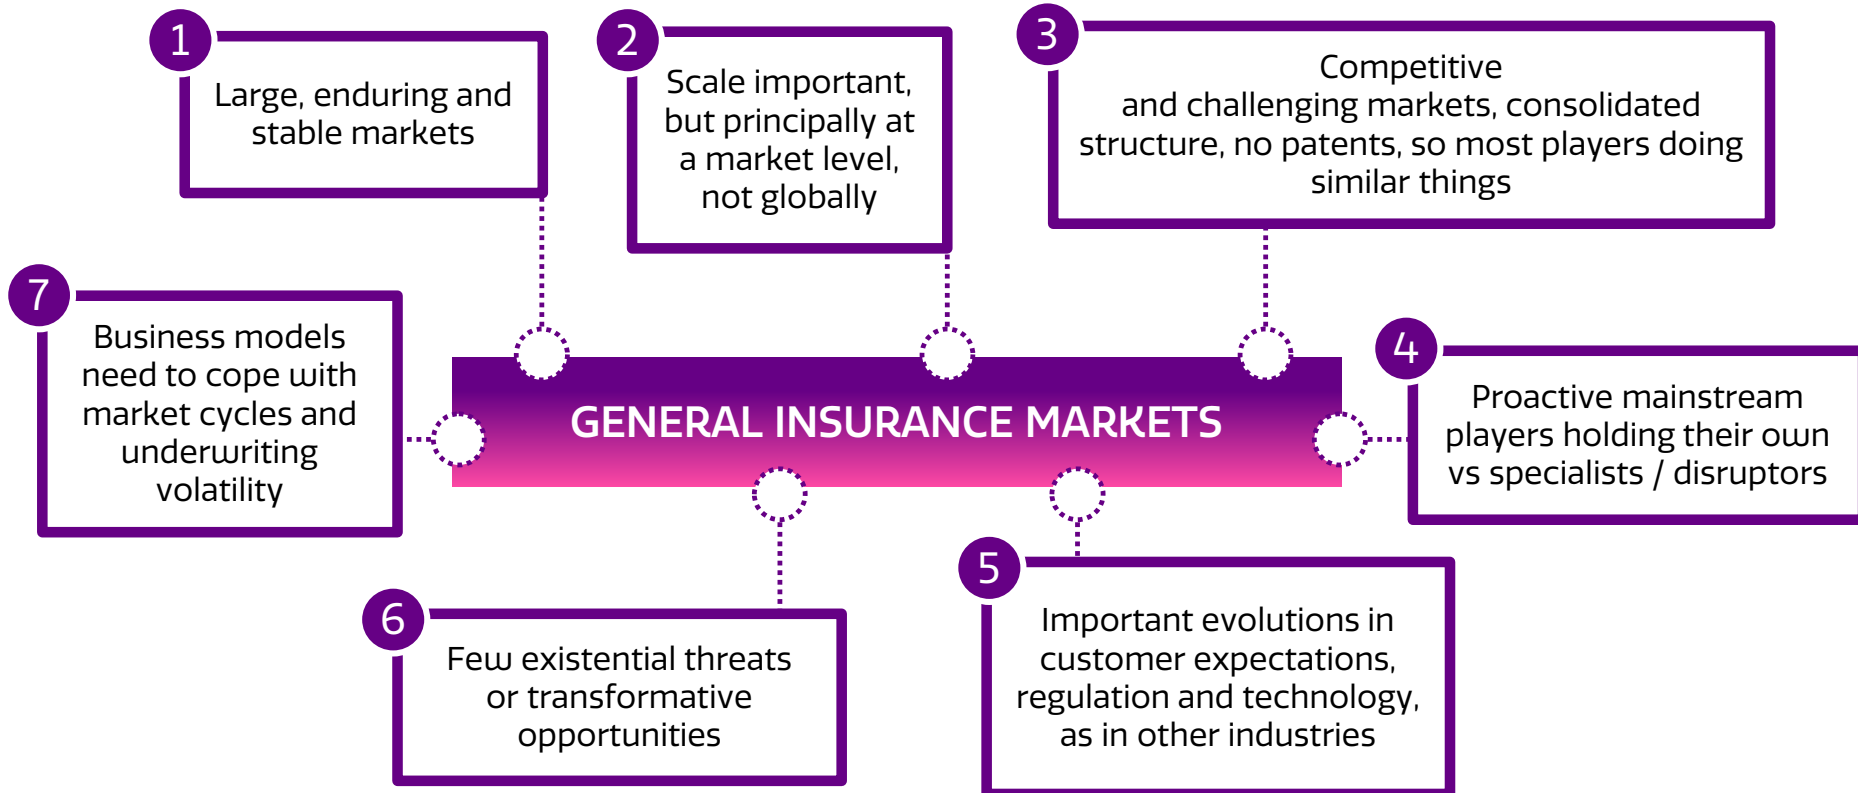 1
Large, enduring and
stable markets
2
Scale important,
but principally at
a market level,
not globally
3
Competitive
and challenging markets, consolidated
structure, no patents, so most players doing
similar things
7
Business models
need to cope with
market cycles and
underwriting
volatility
GENERAL INSURANCE MARKETS
4
Proactive mainstream
players holding their own
vs specialists / disruptors
6
Few existential threats
or transformative
opportunities
5
Important evolutions in
customer expectations,
regulation and technology,
as in other industries